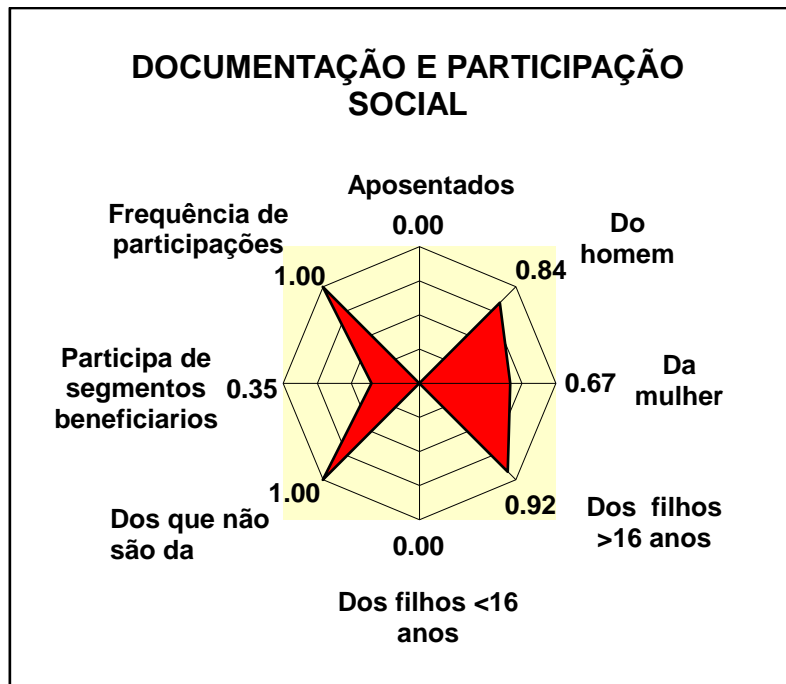 DOCUMENTAÇÃO E PARTICIPAÇÃO
SOCIAL
Aposentados
0.00
Do
homem
0.84
Da
mulher
0.67
Dos filhos
>16 anos
0.92
Dos filhos <16
anos
0.00
Dos que não
são da
1.00
Participa de
segmentos
beneficiarios
0.35
Frequência de
participações
1.00